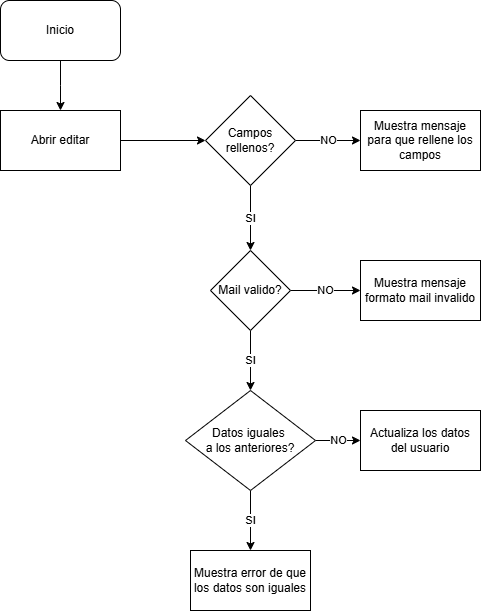 Inicio
Abrir editar
Campos
rellenos?
NO
Muestra mensaje
para que rellene los
campos
SI
Mail valido?
NO
Muestra mensaje
formato mail invalido
SI
Datos iguales
a los anteriores?
NO
Actualiza los datos
del usuario
SI
Muestra error de que
los datos son iguales